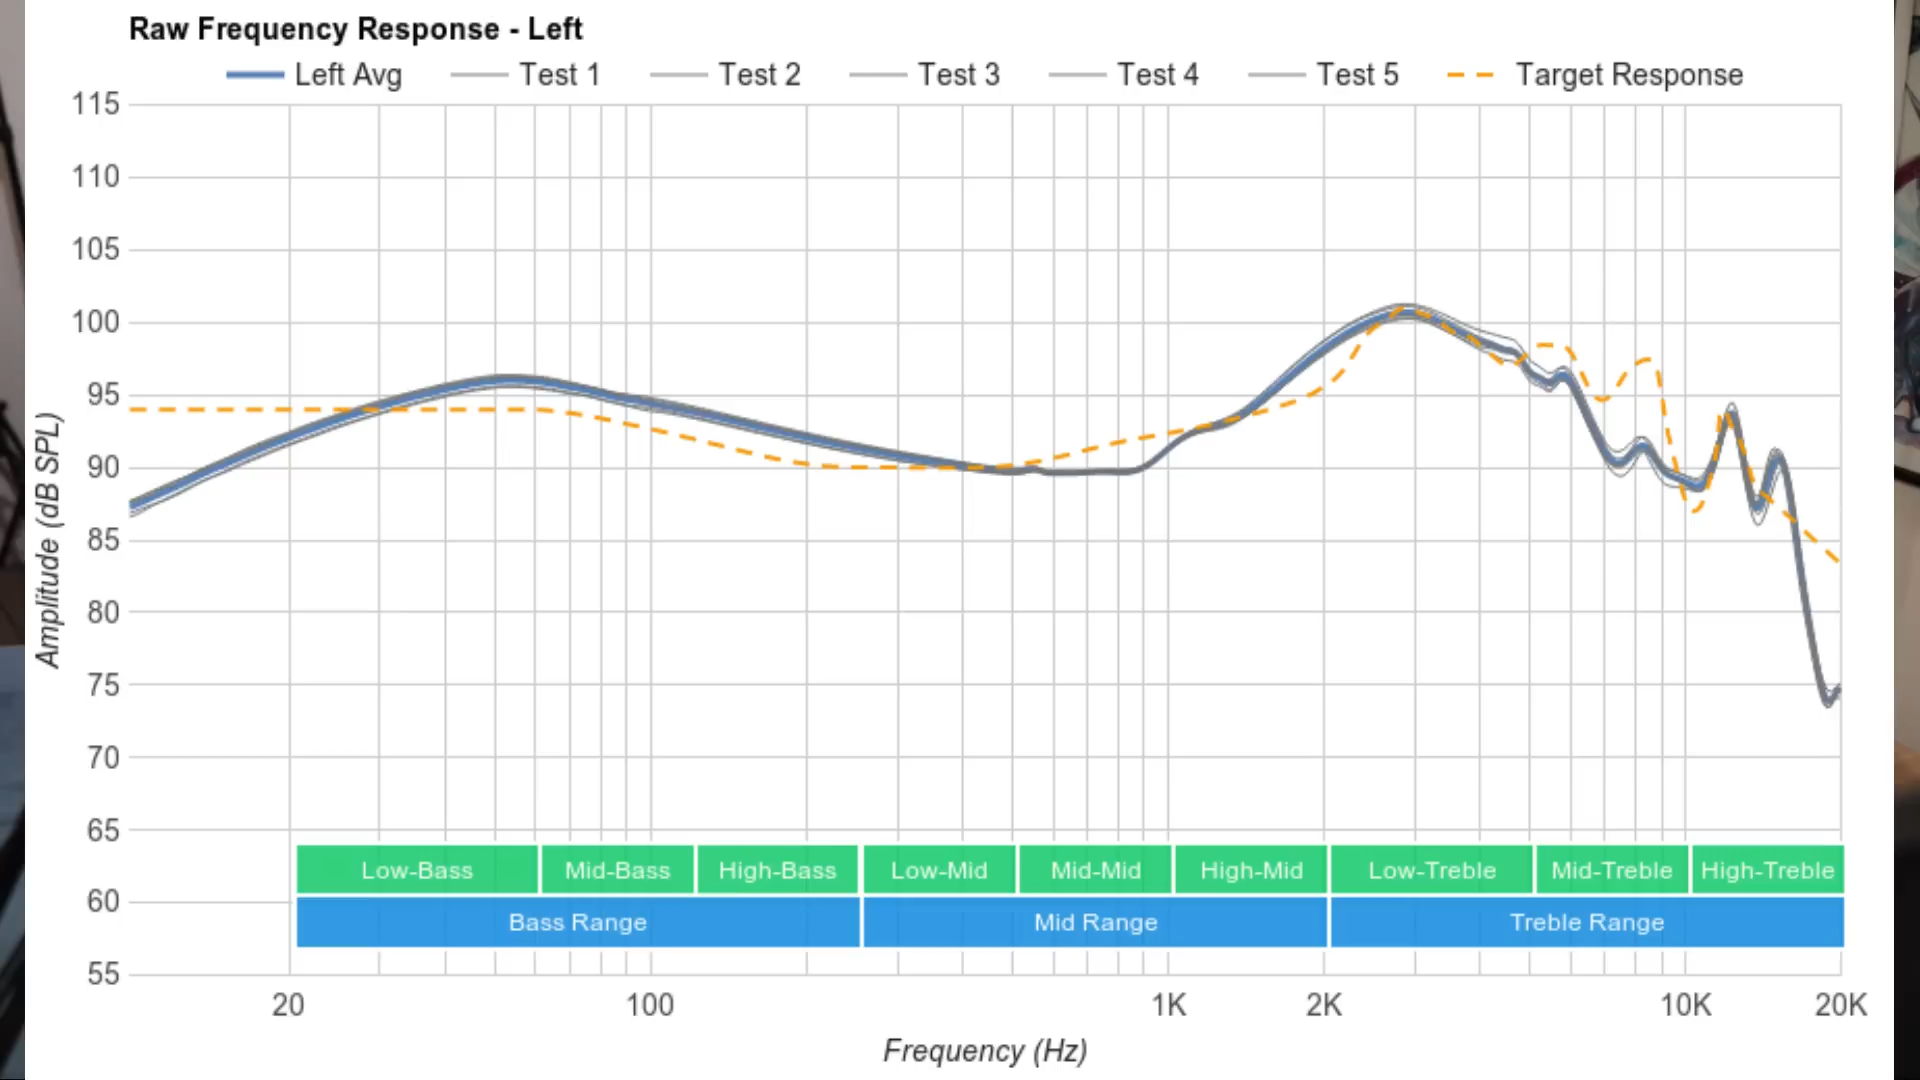 Raw Frequency Response - Left
Left Avg Test 1 Test 2 Test 3 Test 4 Test 5 Target Response
115
110
105
100
95
90
85
80
75
70
65
60
55
Amplitude (dB SPL)
Low-Bass Mid-Bass High-Bass Low-Mid Mid-Mid High-Mid Low-Treble Mid-Treble High-Treble
Bass Range Mid Range Treble Range
20 100 1K 2K 10K 20K
Frequency (Hz)